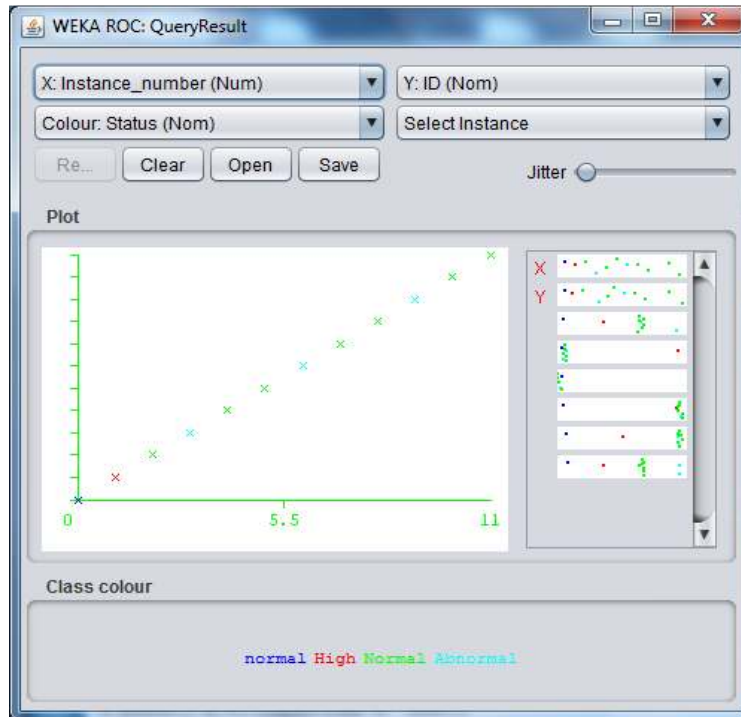 WEKA ROC: QueryResult
X: Instance_number (Num) Y: ID (Nom)
Colour: Status (Nom) Select Instance
Re... Clear Open Save Jitter
Plot
X
Y
0 5.5 11
Class colour
normal High Normal Abnormal